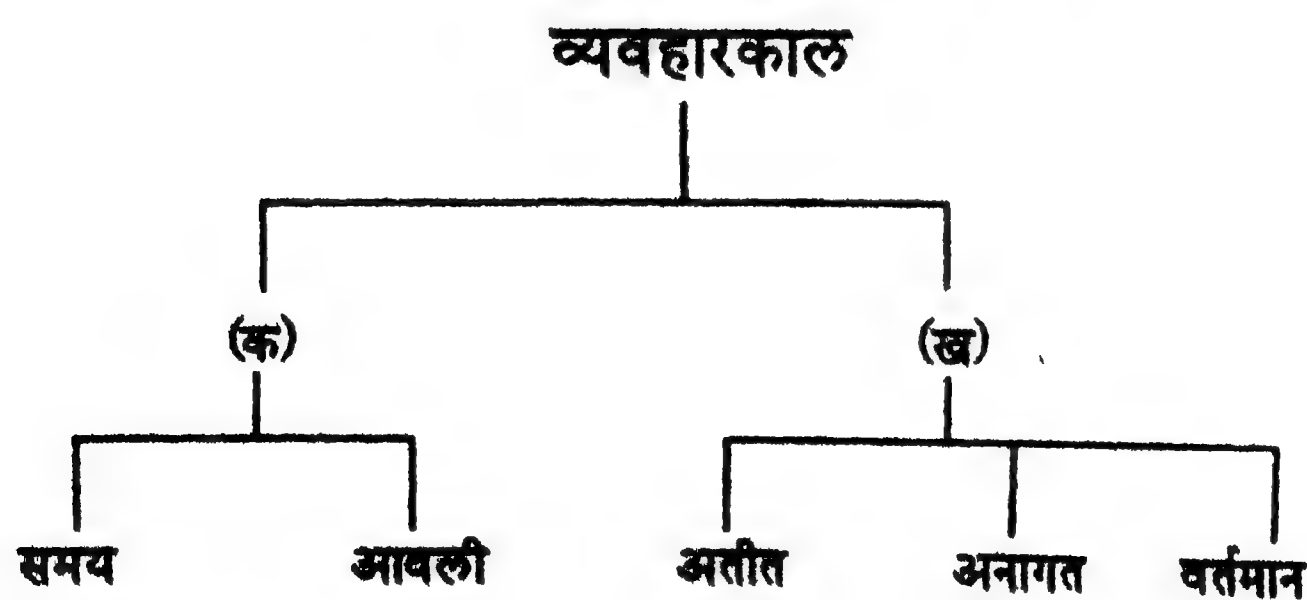 व्यवहारकाल
(क) (ख)
समय आवली अतीत अनागत वर्तमान